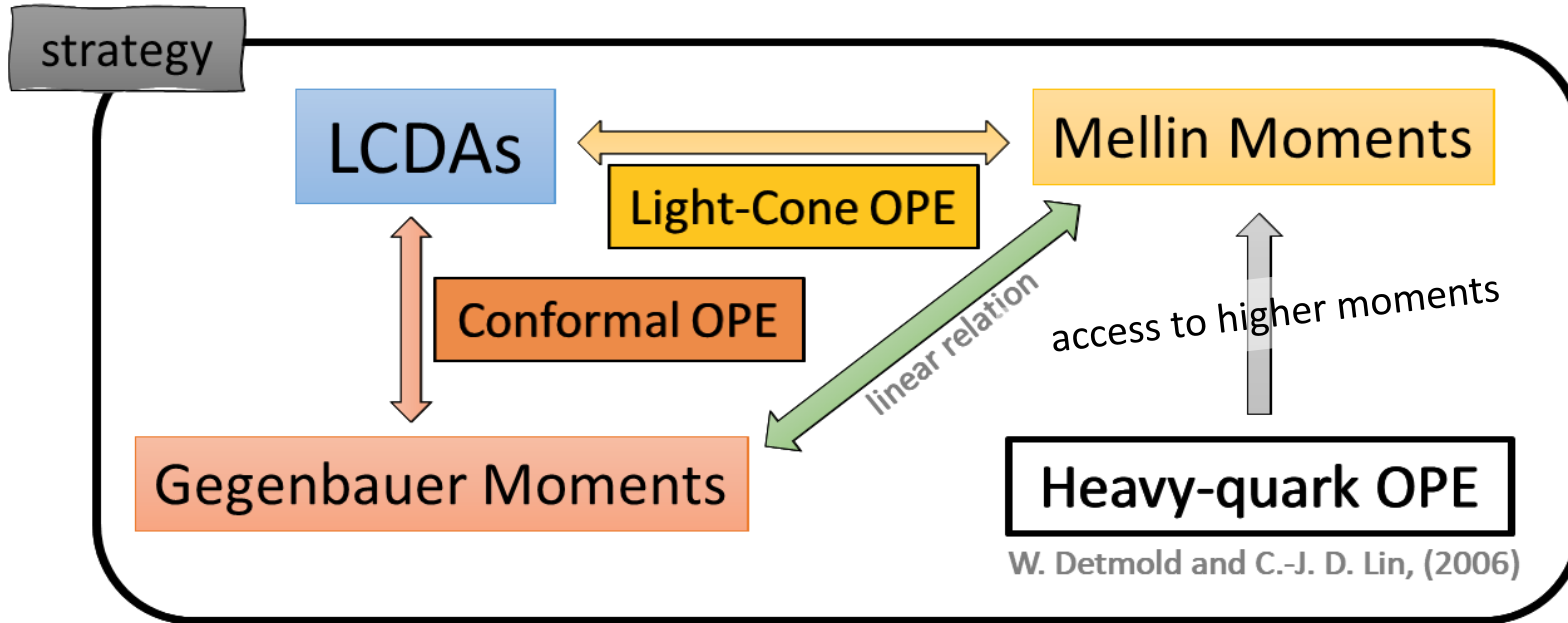 strategy
LCDAs
Mellin Moments
Light-Cone OPE
Conformal OPE
linear relation
access to higher moments
Gegenbauer Moments
Heavy-quark OPE
W. Detmold and C.-J. D. Lin, (2006)